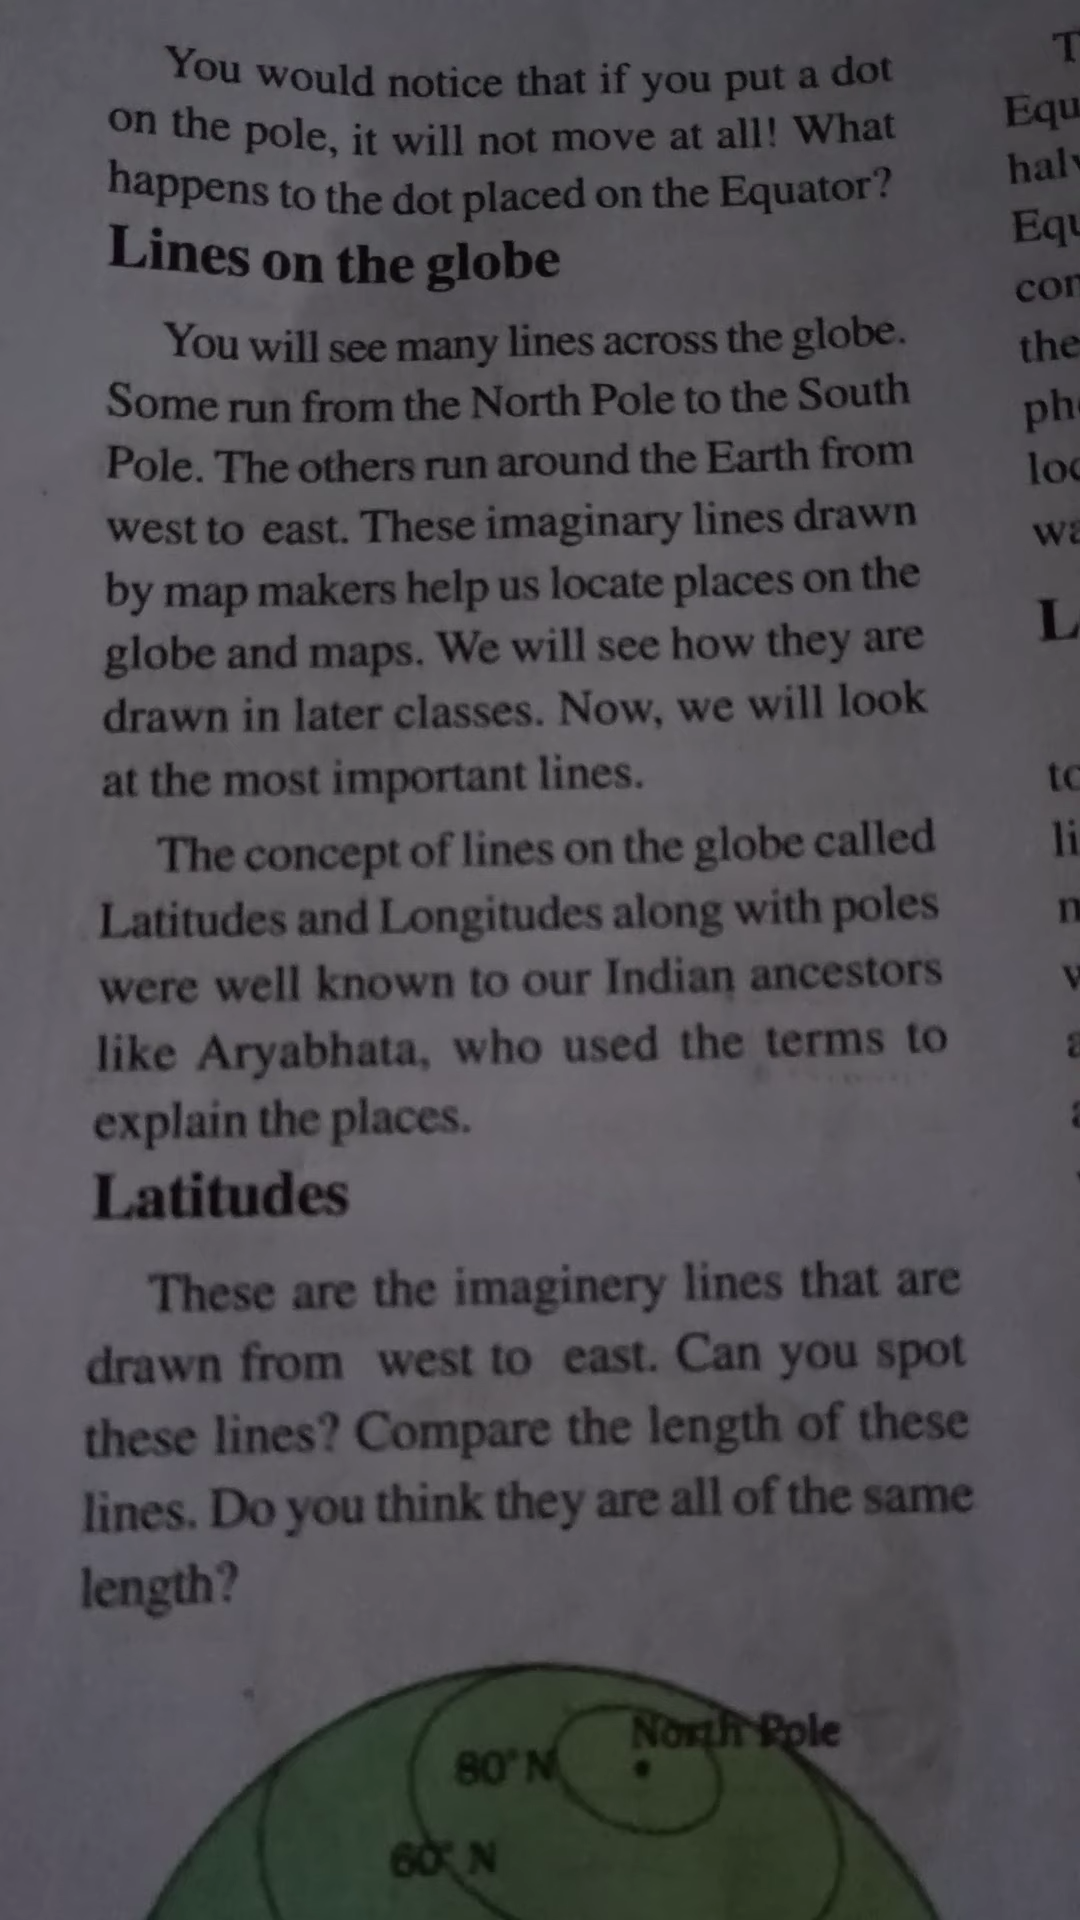 You would notice that if you put a dot
on the pole, it will not move at all! What
happens to the dot placed on the Equator?
Lines on the globe
You will see many lines across the globe.
Some run from the North Pole to the South
Pole. The others run around the Earth from
west to east. These imaginary lines drawn
by map makers help us locate places on the
globe and maps. We will see how they are
drawn in later classes. Now, we will look
at the most important lines.
The concept of lines on the globe called
Latitudes and Longitudes along with poles
were well known to our Indian ancestors
like Aryabhata, who used the terms to
explain the places.
Latitudes
These are the imaginery lines that are
drawn from west to east. Can you spot
these lines? Compare the length of these
lines. Do you think they are all of the same
length?
North Pole
80° N
60° N